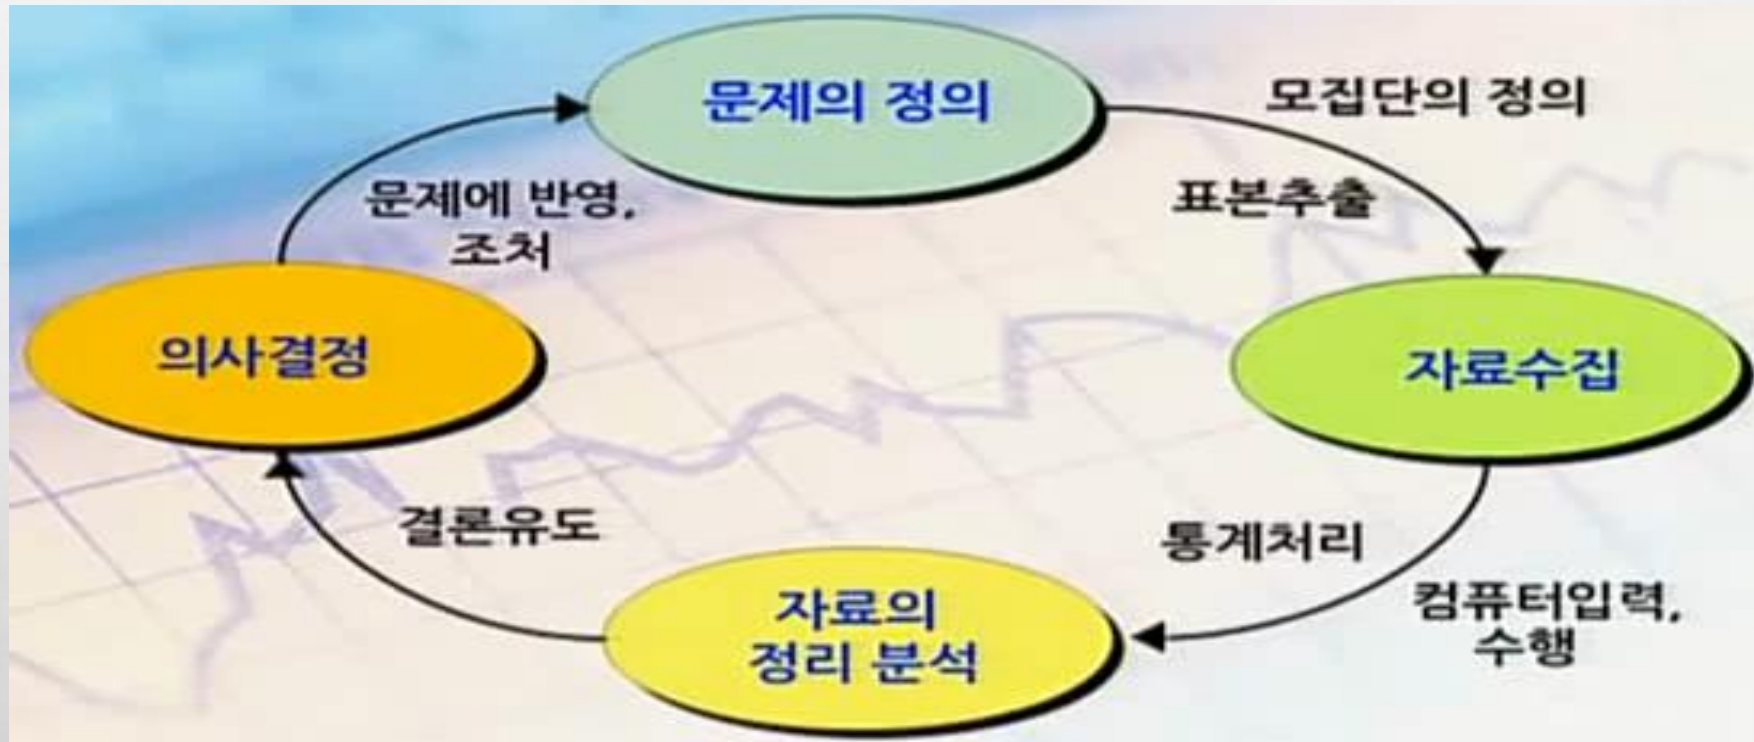 문제의 정의
모집단의 정의
표본추출
자료수집
통계처리
컴퓨터입력,
수행
자료의
정리 분석
결론유도
의사결정
문제에 반영,
조처